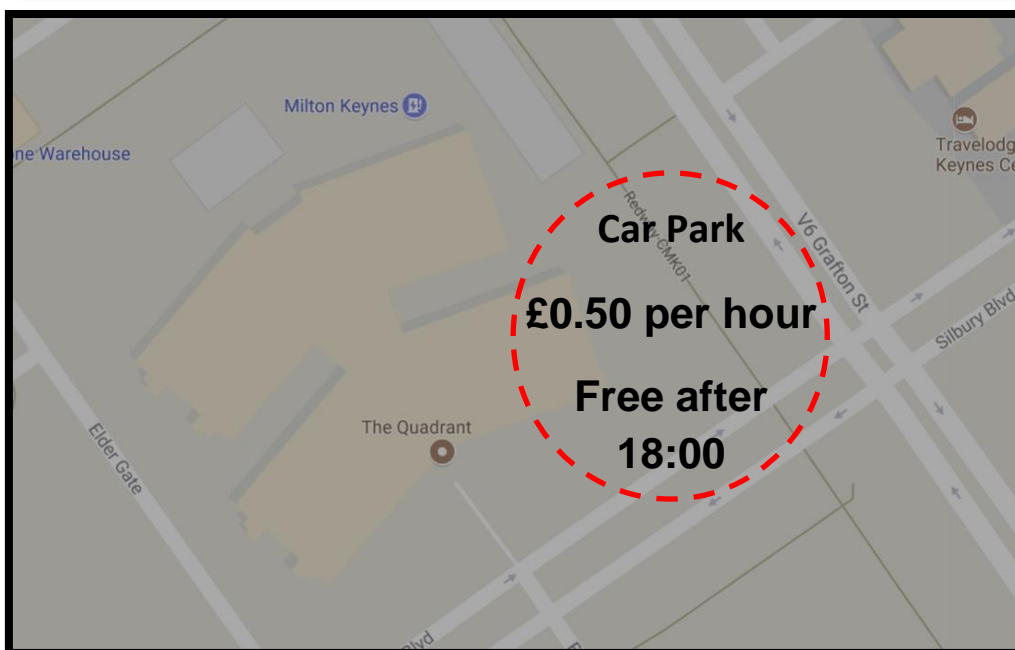 Milton Keynes
ne Warehouse
Travelodg
Keynes Ce
Redway CMK01
Car Park
V6 Grafton St
£0.50 per hour
Silbury Blvd
Free after
18:00
The Quadrant
Elder Gate
Blvd